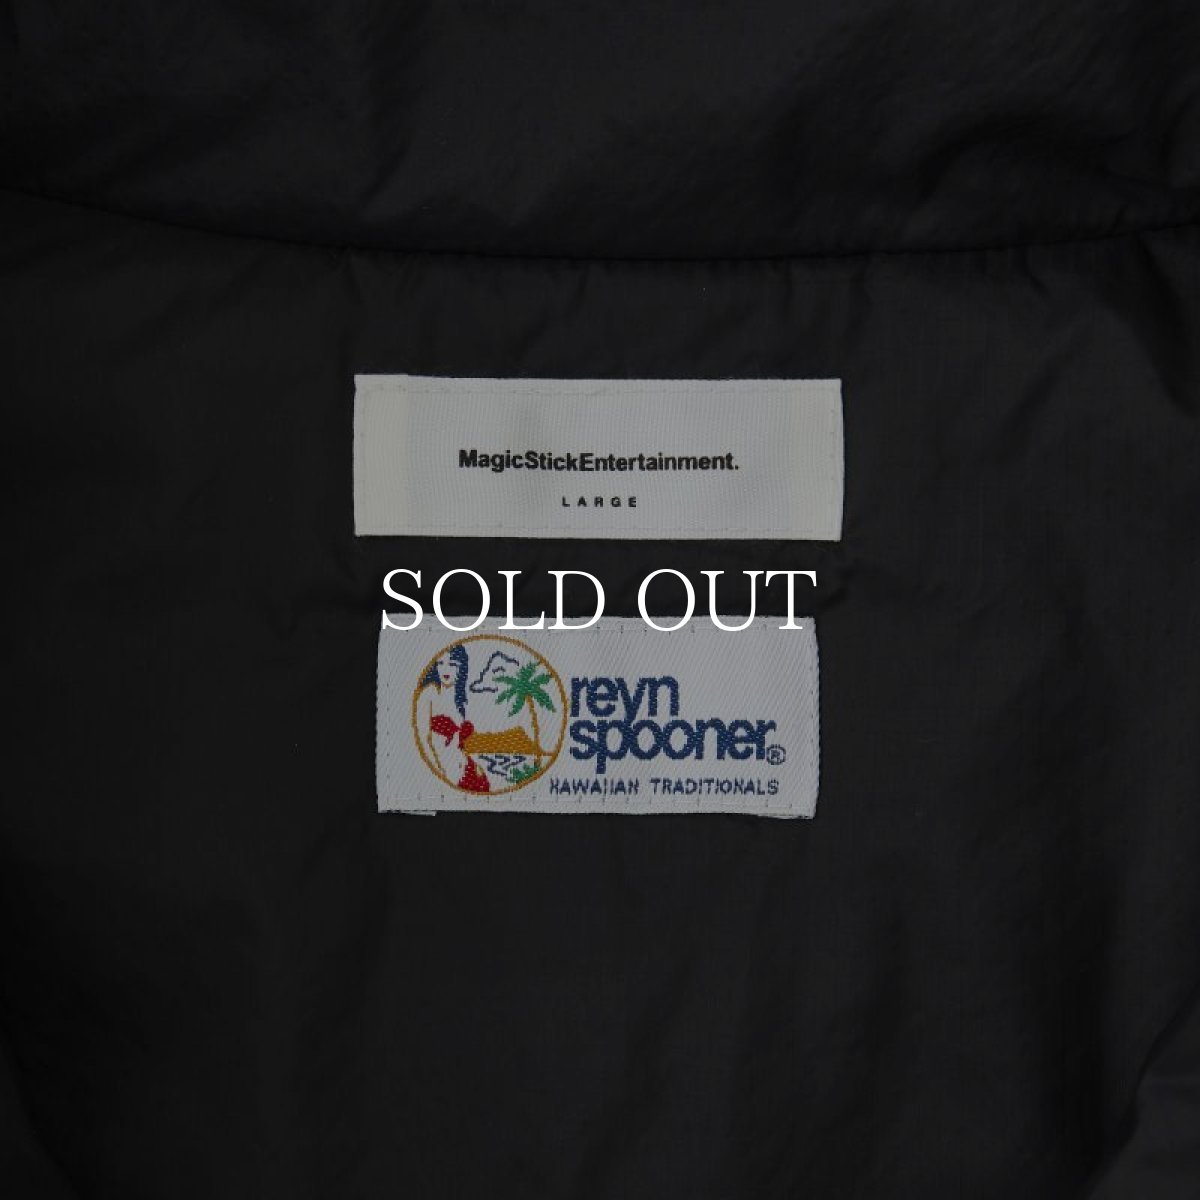 MagicStickEntertainment.
LARGE
SOLD OUT
reyn
spooner®
HAWAIIAN TRADITIONALS